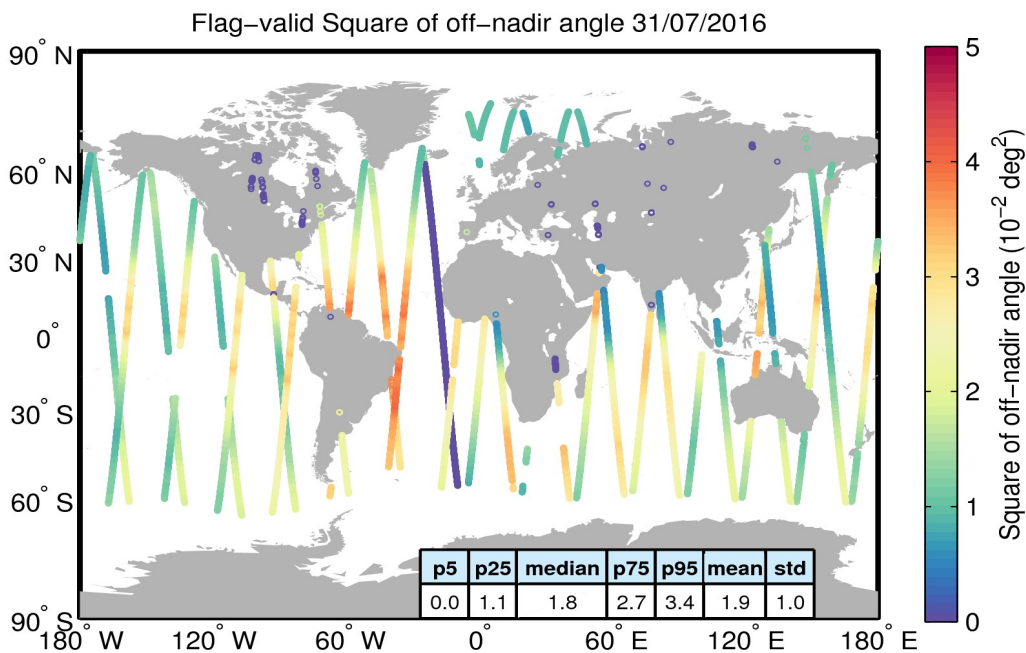 Flag−valid Square of off−nadir angle 31/07/2016
90° N
60° N
30° N
0°
30° S
60° S
90° S
180° W
120° W
60° W
0°
60° E
120° E
180° E
p5 p25 median p75 p95 mean std
0.0 1.1 1.8 2.7 3.4 1.9 1.0
5
4
3
2
1
0
Square of off−nadir angle (10⁻² deg²)